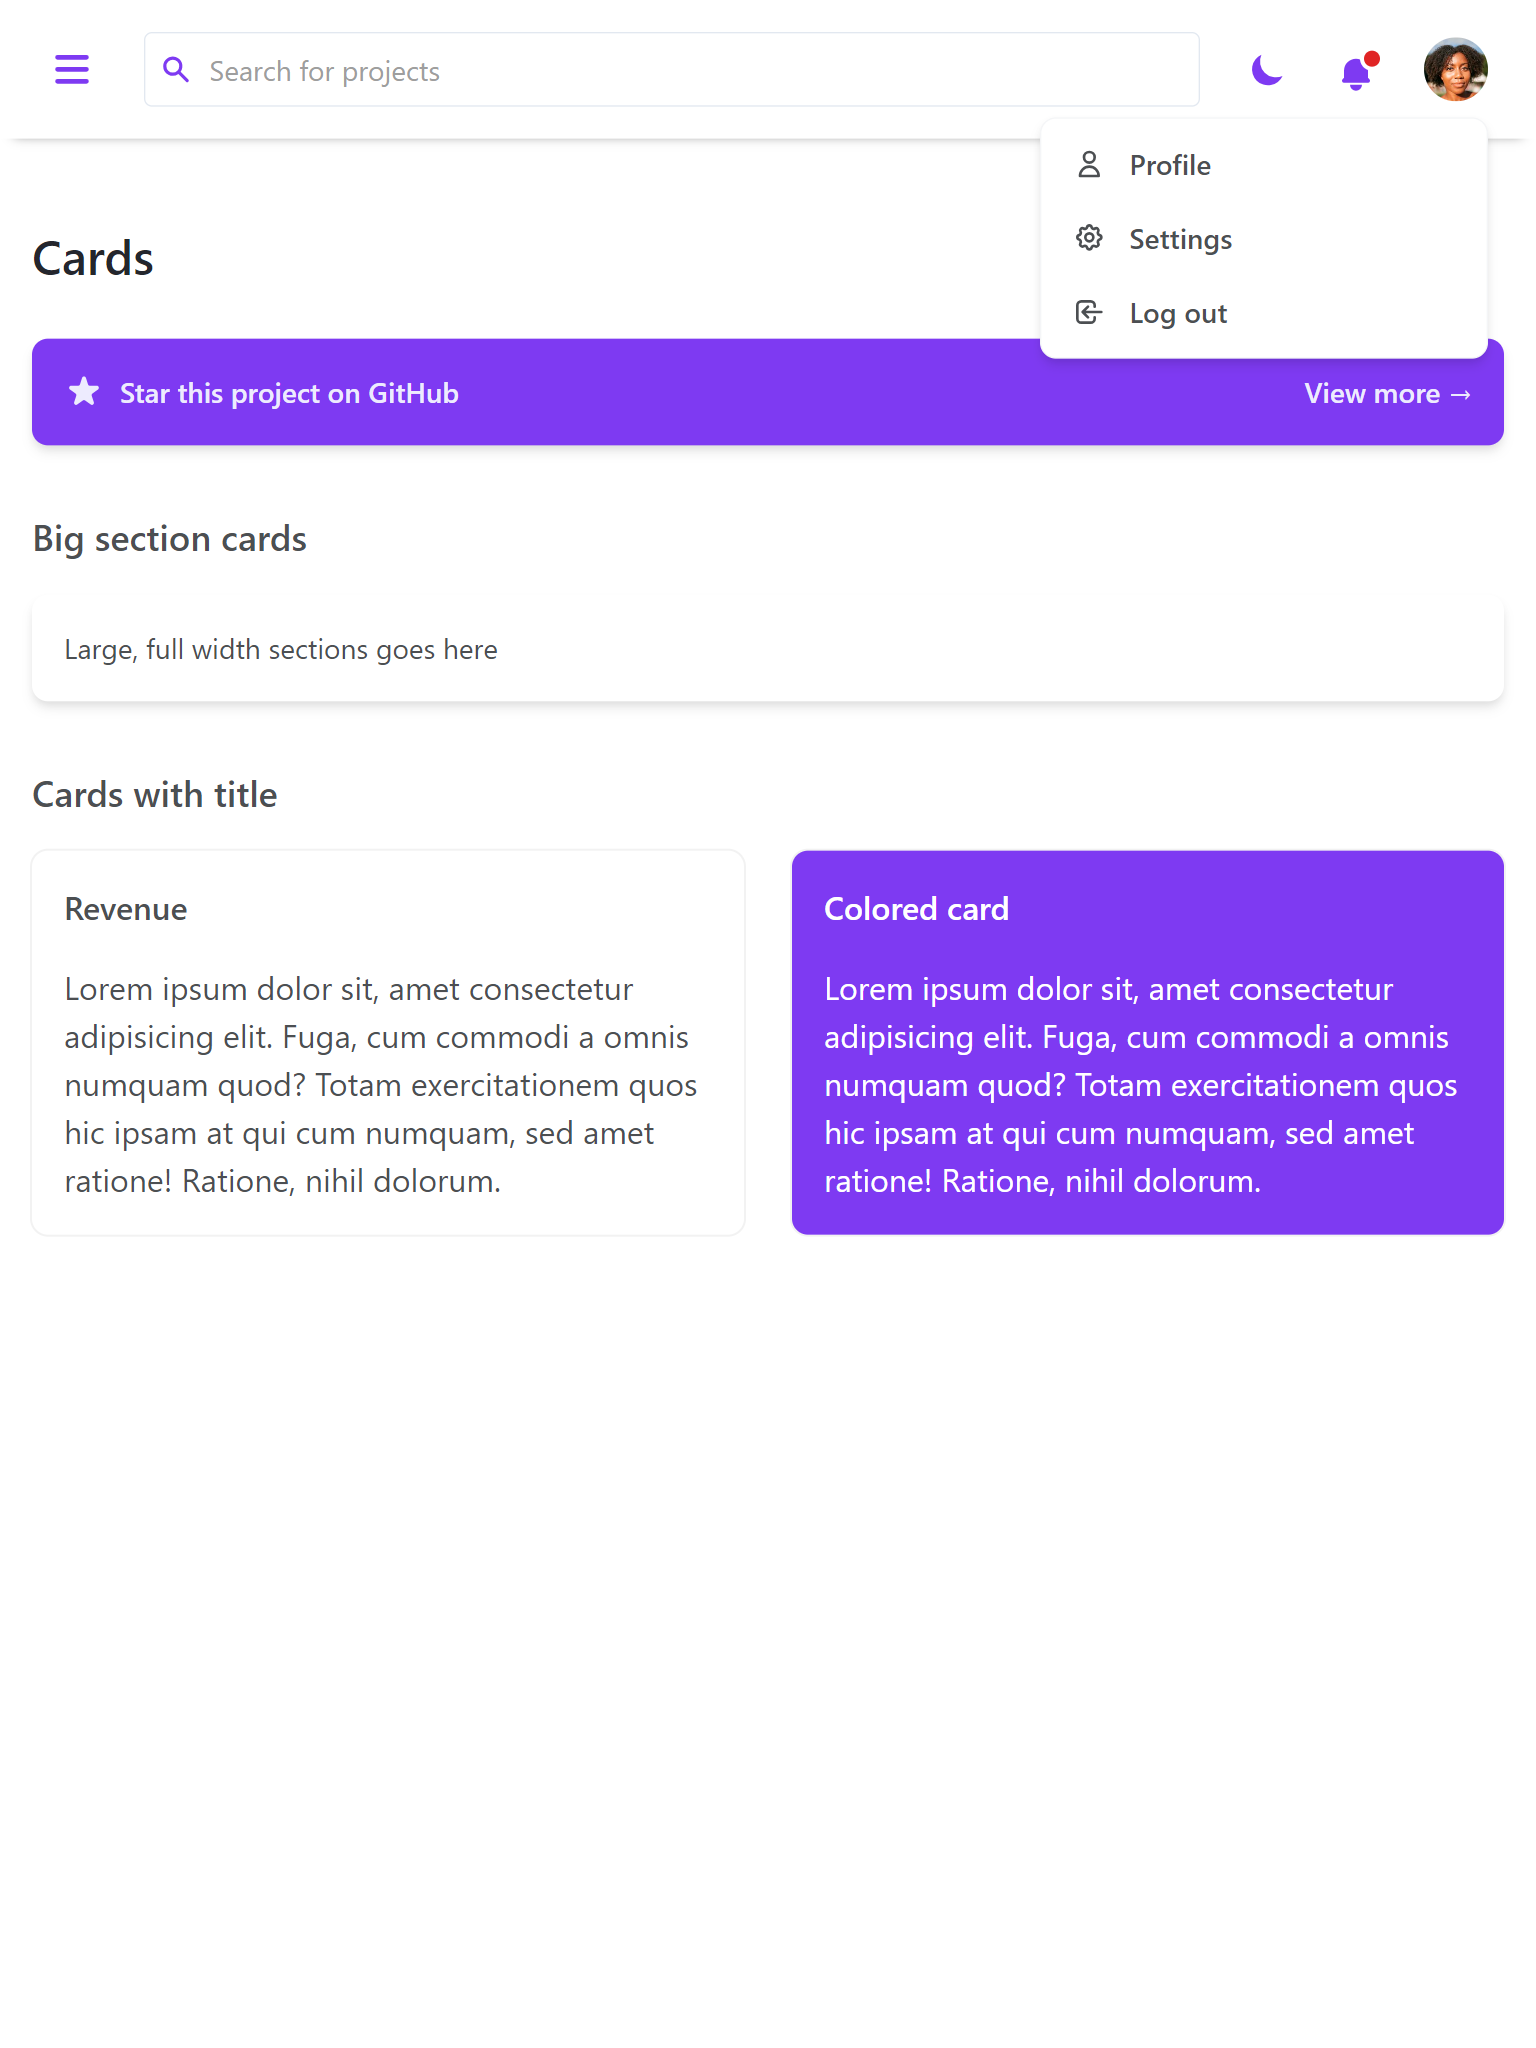 Search for projects
Profile
Settings
Log out
Cards
Star this project on GitHub
View more →
Big section cards
Large, full width sections goes here
Cards with title
Revenue
Lorem ipsum dolor sit, amet consectetur
adipisicing elit. Fuga, cum commodi a omnis
numquam quod? Totam exercitationem quos
hic ipsam at qui cum numquam, sed amet
ratione! Ratione, nihil dolorum.
Colored card
Lorem ipsum dolor sit, amet consectetur
adipisicing elit. Fuga, cum commodi a omnis
numquam quod? Totam exercitationem quos
hic ipsam at qui cum numquam, sed amet
ratione! Ratione, nihil dolorum.